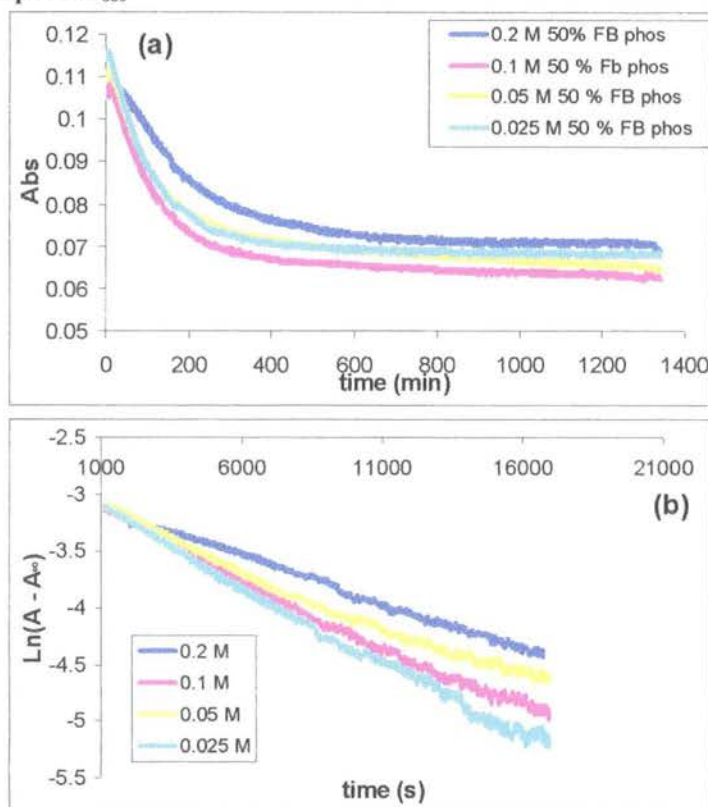 (a)
0.2 M 50% FB phos
0.1 M 50 % Fb phos
0.05 M 50 % FB phos
0.025 M 50 % FB phos
0.12
0.11
0.1
0.09
0.08
0.07
0.06
0.05
Abs
0 200 400 600 800 1000 1200 1400
time (min)
-2.5
1000 6000 11000 16000 21000
-3
-3.5
-4
-4.5
-5
-5.5
(b)
Ln(A - A∞)
0.2 M
0.1 M
0.05 M
0.025 M
time (s)